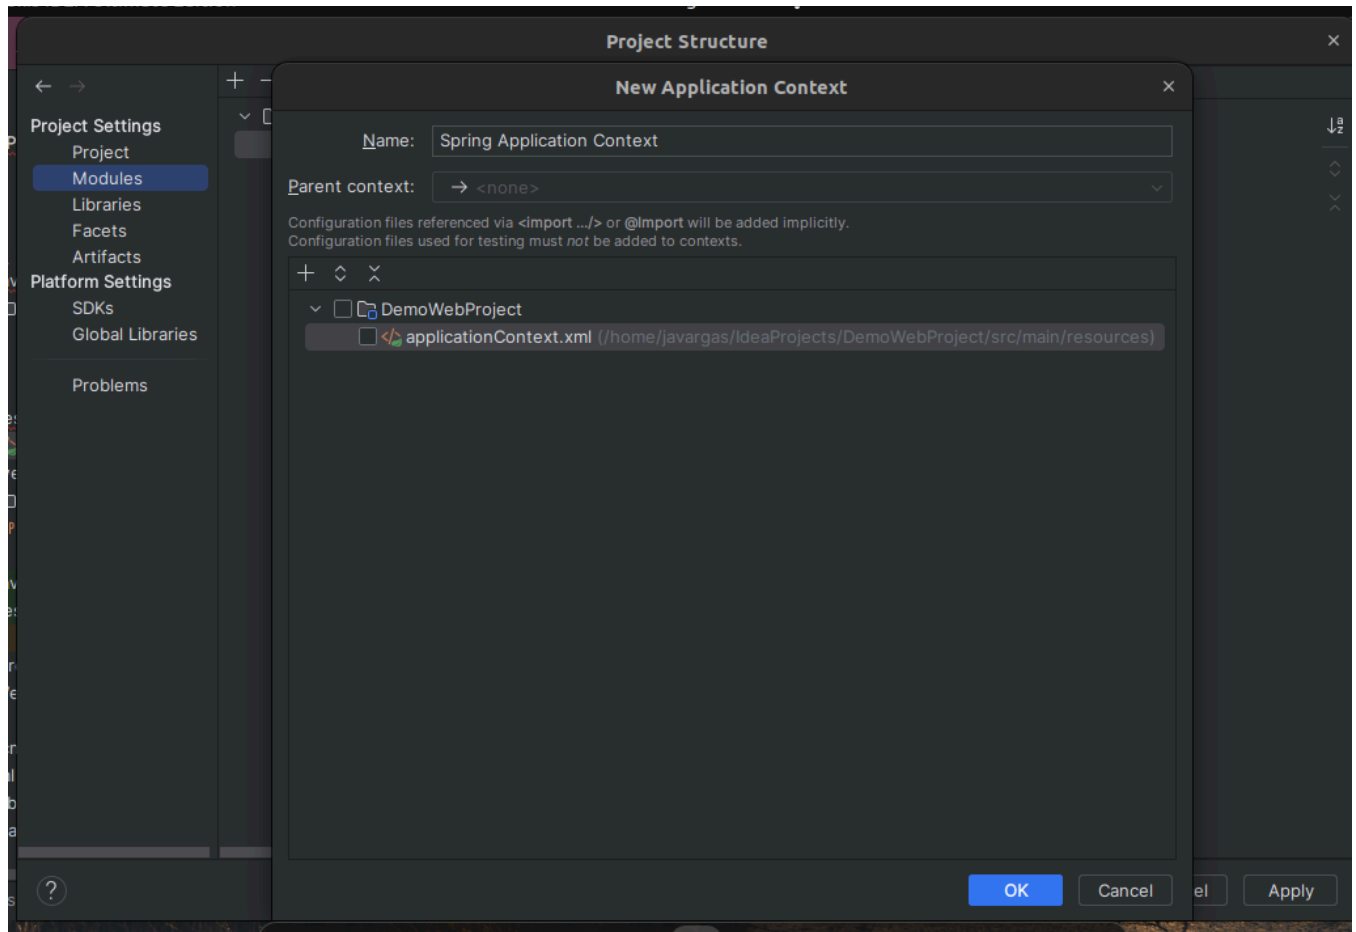 Project Structure
New Application Context
Project Settings
Project
Modules
Libraries
Facets
Artifacts
Platform Settings
SDKs
Global Libraries
Problems
Name: Spring Application Context
Parent context: → <none>
Configuration files referenced via <import .../> or @Import will be added implicitly.
Configuration files used for testing must not be added to contexts.
DemoWebProject
applicationContext.xml (/home/javargas/IdeaProjects/DemoWebProject/src/main/resources)
? OK Cancel el Apply